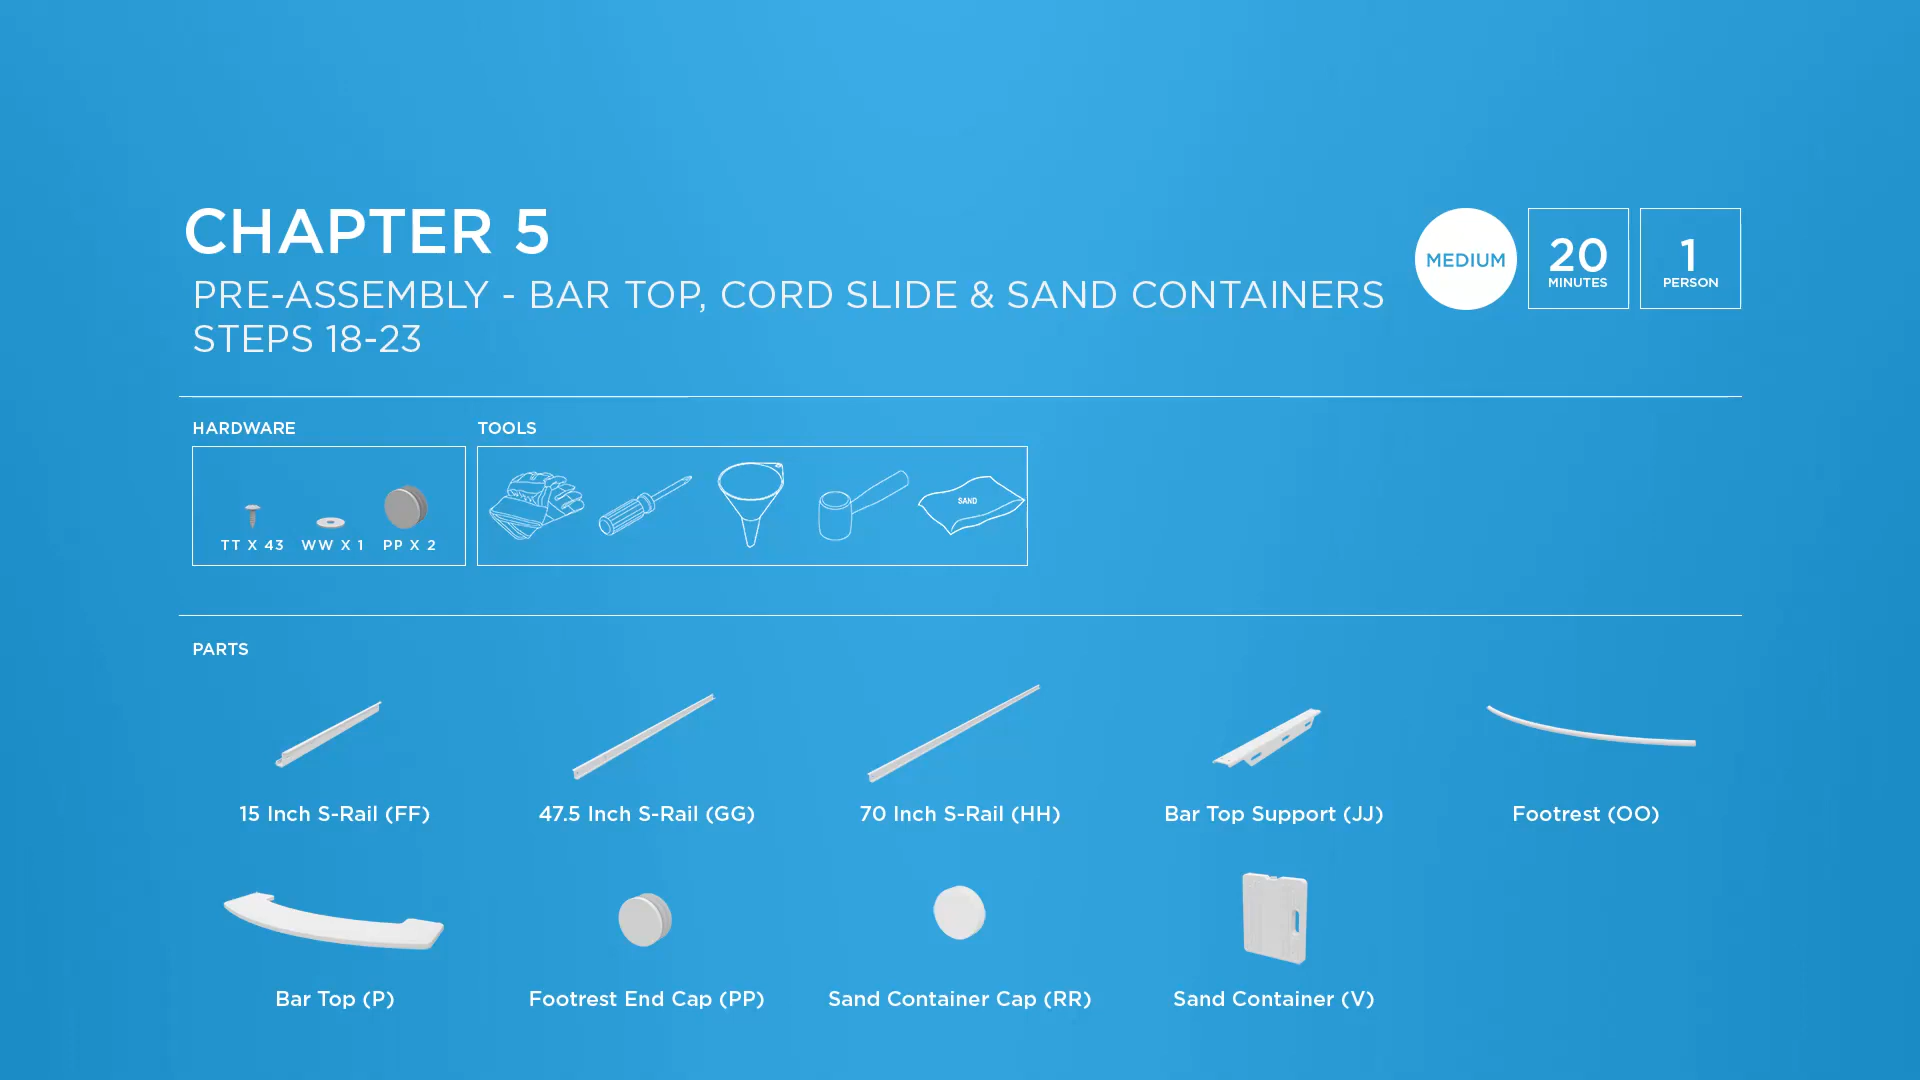 CHAPTER 5
PRE-ASSEMBLY - BAR TOP, CORD SLIDE & SAND CONTAINERS
STEPS 18-23
MEDIUM
20
MINUTES
1
PERSON
HARDWARE
TT X 43
WW X 1
PP X 2
TOOLS
SAND
PARTS
15 Inch S-Rail (FF)
47.5 Inch S-Rail (GG)
70 Inch S-Rail (HH)
Bar Top Support (JJ)
Footrest (OO)
Bar Top (P)
Footrest End Cap (PP)
Sand Container Cap (RR)
Sand Container (V)